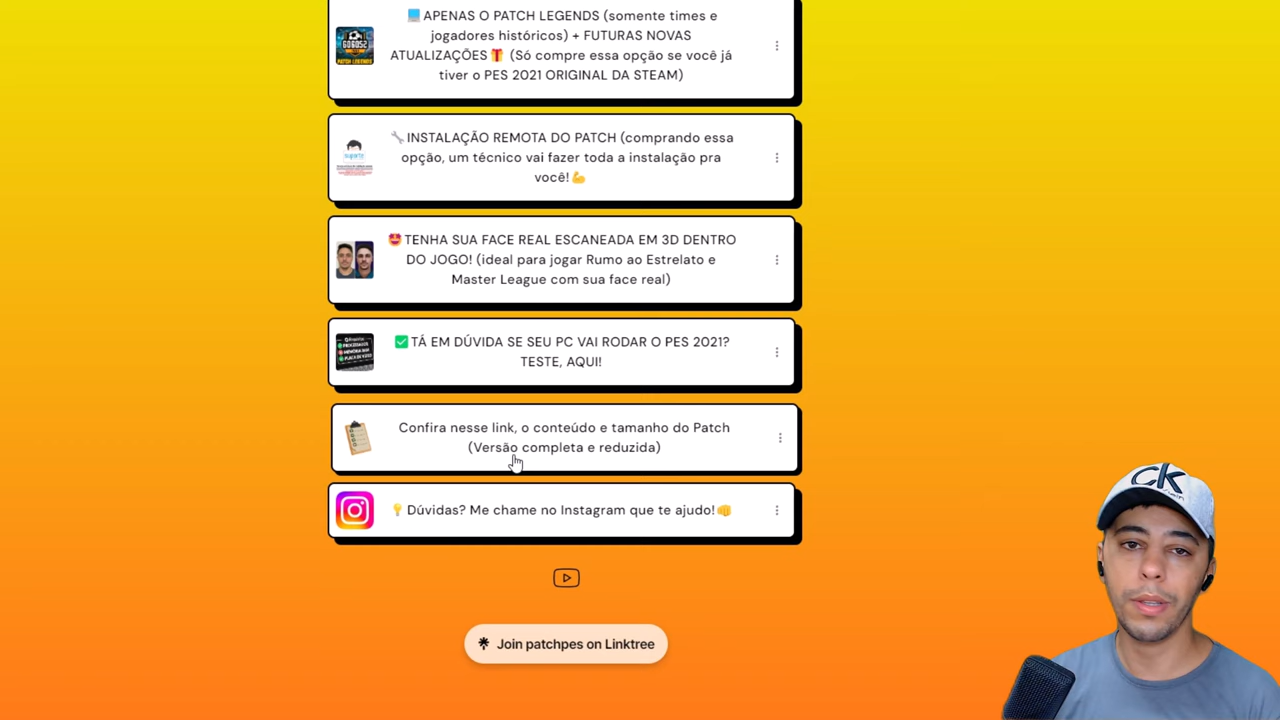 💻APENAS O PATCH LEGENDS (somente times e
jogadores históricos) + FUTURAS NOVAS
ATUALIZAÇÕES🎁 (Só compre essa opção se você já
tiver o PES 2021 ORIGINAL DA STEAM)
🔧INSTALAÇÃO REMOTA DO PATCH (comprando essa
opção, um técnico vai fazer toda a instalação pra
você!💪
🤩TENHA SUA FACE REAL ESCANEADA EM 3D DENTRO
DO JOGO! (ideal para jogar Rumo ao Estrelato e
Master League com sua face real)
✅TÁ EM DÚVIDA SE SEU PC VAI RODAR O PES 2021?
TESTE, AQUI!
Confira nesse link, o conteúdo e tamanho do Patch
(Versão completa e reduzida)
💡Dúvidas? Me chame no Instagram que te ajudo!👊
Join patchpes on Linktree
CK